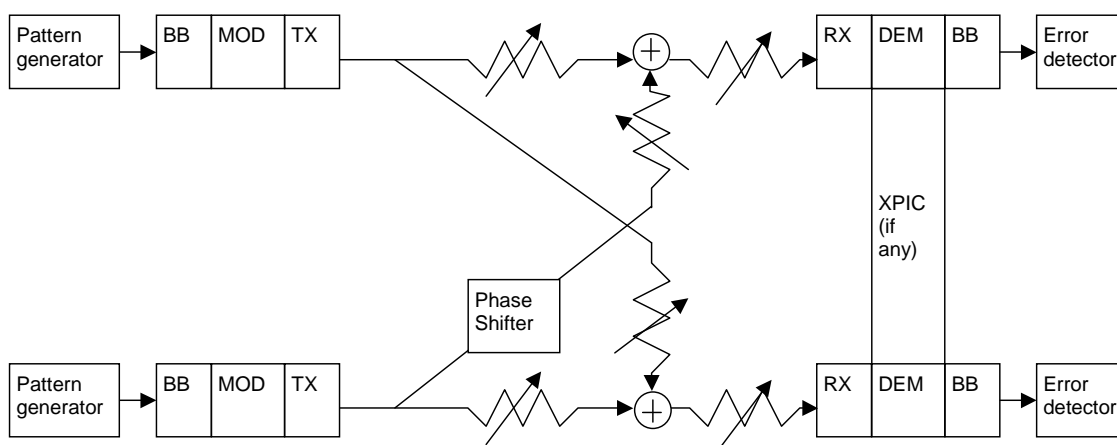 Pattern
generator
BB
MOD
TX
RX
DEM
BB
Error
detector
XPIC
(if
any)
Phase
Shifter
Pattern
generator
BB
MOD
TX
RX
DEM
BB
Error
detector